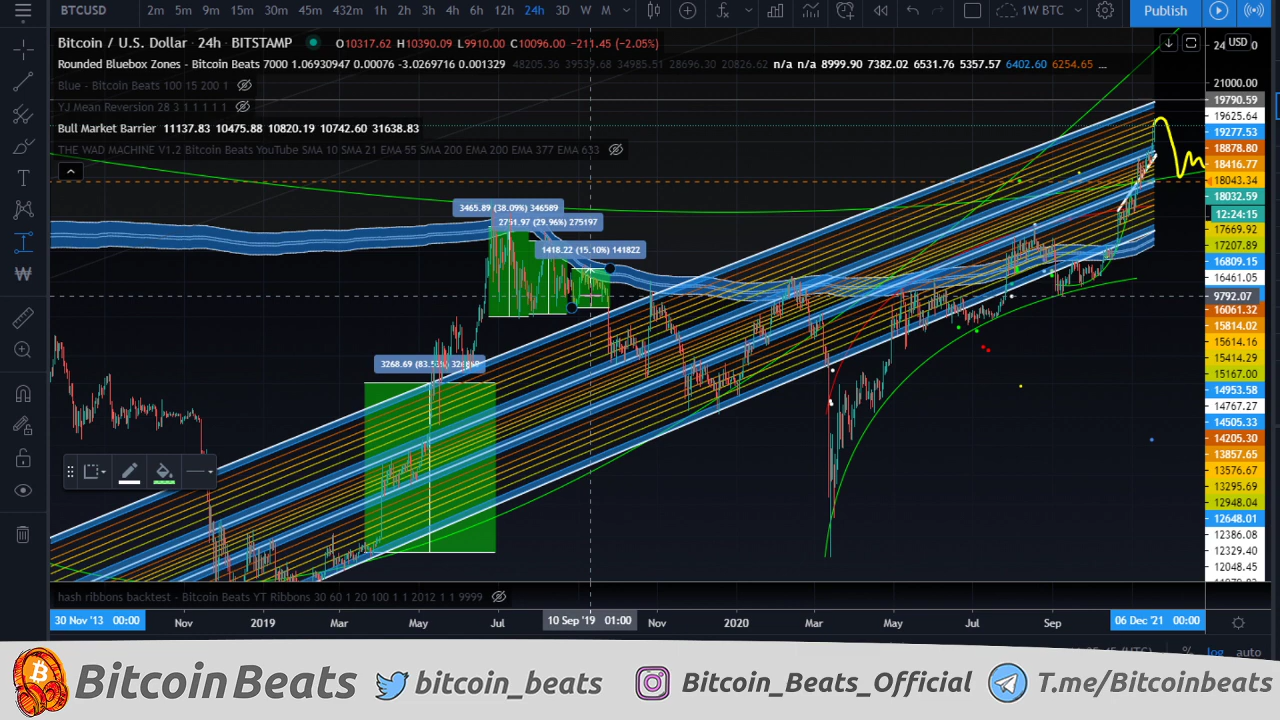 BTCUSD 2m 5m 9m 15m 30m 45m 432m 1h 2h 3h 4h 6h 12h 24h 3D W M 1W BTC Publish
Bitcoin / U.S. Dollar · 24h · BITSTAMP O10317.62 H10390.09 L9910.00 C10096.00 −211.45 (−2.05%) USD
Rounded Bluebox Zones - Bitcoin Beats 7000 1.06930947 0.00076 -3.0269716 0.001329 48205.36 39539.68 34985.51 28696.30 20826.62 n/a n/a 8999.90 7382.02 6531.76 5357.57 6402.60 6254.65 ...
Blue - Bitcoin Beats 100 15 200 1
YJ Mean Reversion 28 3 1 1 1 1 1
Bull Market Barrier 11137.83 10475.88 10820.19 10742.60 31638.83
THE WAD MACHINE V1.2 Bitcoin Beats YouTube SMA 10 SMA 21 EMA 55 SMA 200 EMA 200 EMA 377 EMA 633
21000.00
19790.59
19625.64
19277.53
18878.80
18416.77
18043.34
18032.59
12:24:15
17669.92
17207.89
16809.15
16461.05
9792.07
16061.32
15814.02
15614.16
15414.29
15167.00
14953.58
14767.27
14505.33
14205.30
13857.65
13576.67
13295.69
12948.04
12648.01
12386.08
12329.40
12048.45
3465.89 (38.09%) 346589
2751.97 (29.96%) 275197
1418.22 (15.10%) 141822
hash ribbons backtest - Bitcoin Beats YT Ribbons 30 60 1 20 100 1 1 2012 1 1 9999
30 Nov '13 00:00 Nov 2019 Mar May Jul 10 Sep '19 01:00 Nov 2020 Mar May Jul Sep 06 Dec '21 00:00
% log auto
BitcoinBeats bitcoin_beats Bitcoin_Beats_Official T.me/Bitcoinbeats